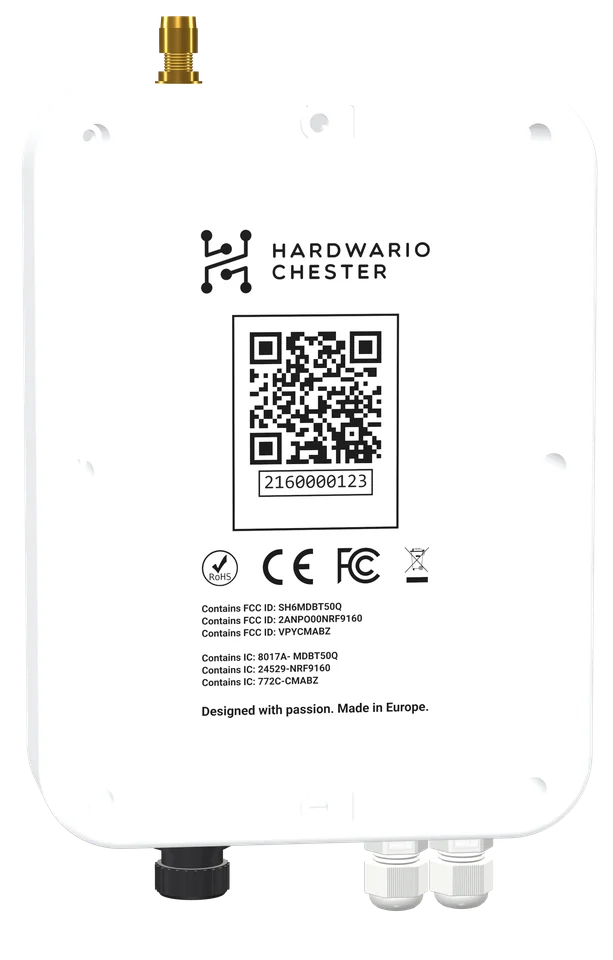 HARDWARIO
CHESTER
2160000123
RoHS
CE
FC
Contains FCC ID: SH6MDBT50Q
Contains FCC ID: 2ANPO00NRF9160
Contains FCC ID: VPYCMABZ
Contains IC: 8017A- MDBT50Q
Contains IC: 24529-NRF9160
Contains IC: 772C-CMABZ
Designed with passion. Made in Europe.